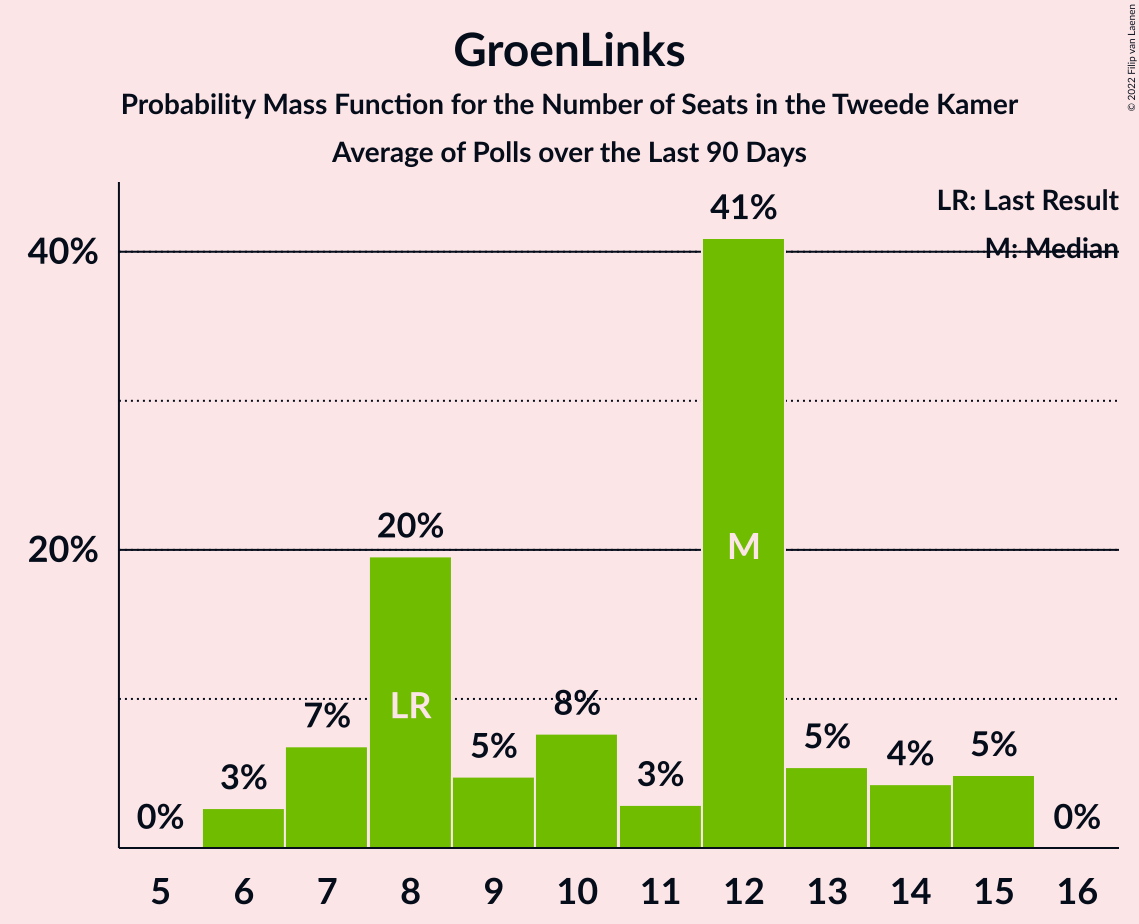 GroenLinks
Probability Mass Function for the Number of Seats in the Tweede Kamer
Average of Polls over the Last 90 Days
© 2022 Filip van Laenen
LR: Last Result
M: Median
40%
20%
0%
3%
7%
20%
5%
8%
3%
41%
5%
4%
5%
0%
LR
M
5 6 7 8 9 10 11 12 13 14 15 16